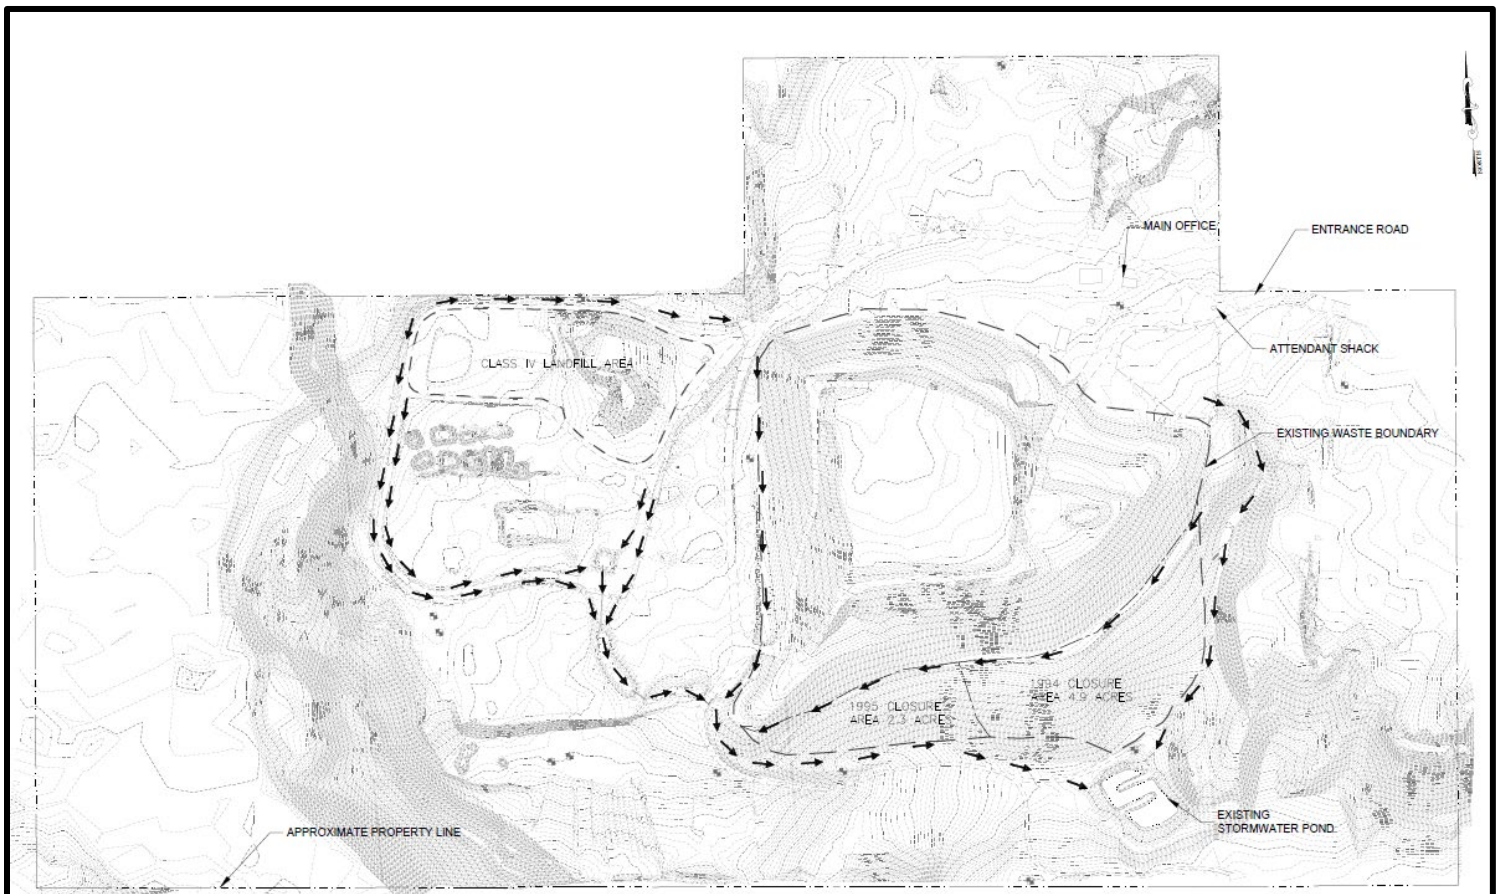 NORTH
MAIN OFFICE
ENTRANCE ROAD
ATTENDANT SHACK
CLASS IV LANDFILL AREA
EXISTING WASTE BOUNDARY
1994 CLOSURE
AREA 4.9 ACRES
1995 CLOSURE
AREA 2.3 ACRES
EXISTING
STORMWATER POND
APPROXIMATE PROPERTY LINE